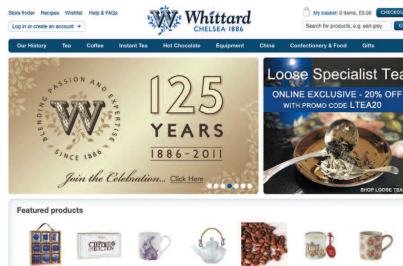 Store finder Recipes Wishlist Help & FAQs
Log in or create an account
Whittard
CHELSEA 1886
My basket: 0 items, £0.00 CHECKOU
Search for products, e.g. earl grey
Our History Tea Coffee Instant Tea Hot Chocolate Equipment China Confectionery & Food Gifts
BLENDING PASSION AND EXPERTISE
W
SINCE 1886
125
YEARS
1886-2011
Join the Celebration... Click Here
Loose Specialist Tea
ONLINE EXCLUSIVE - 20% OFF
WITH PROMO CODE LTEA20
SHOP LOOSE TEA
Featured products